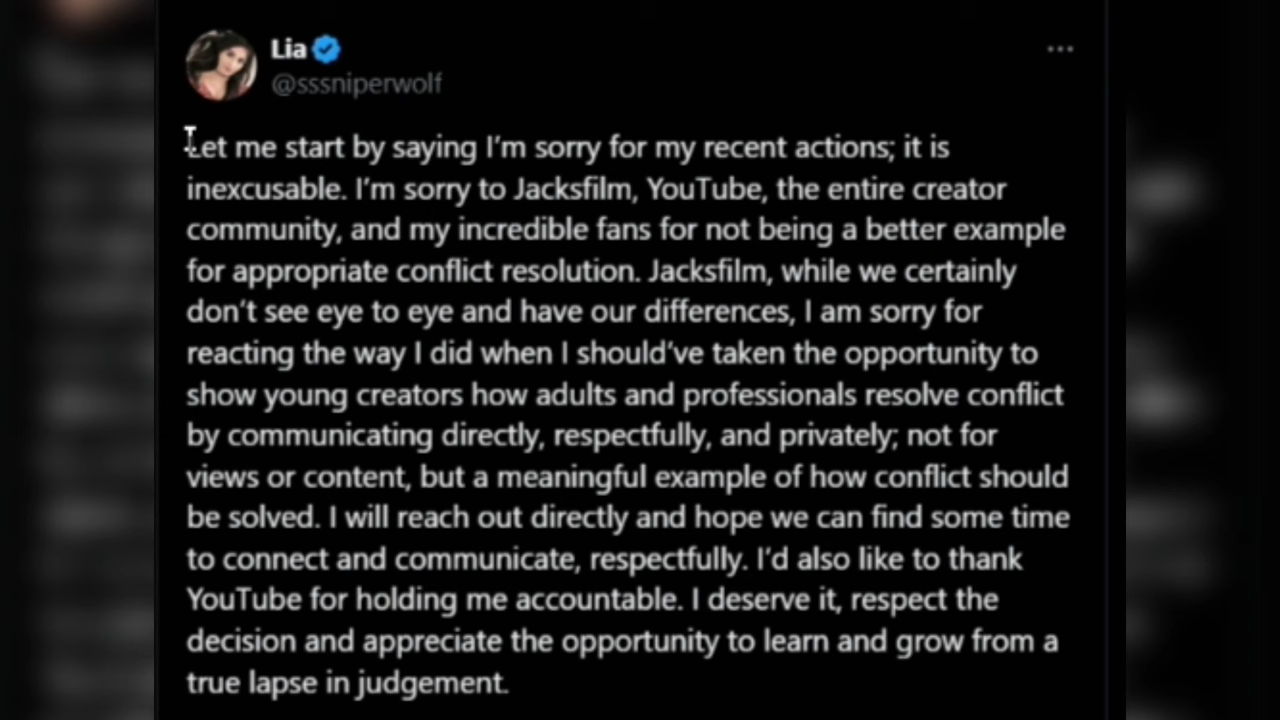 Lia
@sssniperwolf
Let me start by saying I'm sorry for my recent actions; it is
inexcusable. I'm sorry to Jacksfilm, YouTube, the entire creator
community, and my incredible fans for not being a better example
for appropriate conflict resolution. Jacksfilm, while we certainly
don't see eye to eye and have our differences, I am sorry for
reacting the way I did when I should've taken the opportunity to
show young creators how adults and professionals resolve conflict
by communicating directly, respectfully, and privately; not for
views or content, but a meaningful example of how conflict should
be solved. I will reach out directly and hope we can find some time
to connect and communicate, respectfully. I'd also like to thank
YouTube for holding me accountable. I deserve it, respect the
decision and appreciate the opportunity to learn and grow from a
true lapse in judgement.